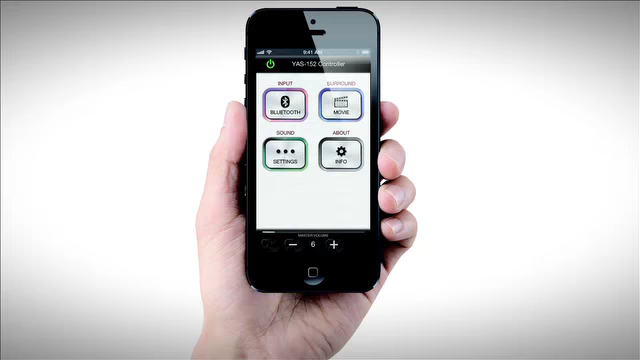 9:41 AM
YAS-152 Controller
INPUT
SURROUND
BLUETOOTH
MOVIE
SOUND
ABOUT
SETTINGS
INFO
MASTER VOLUME
6